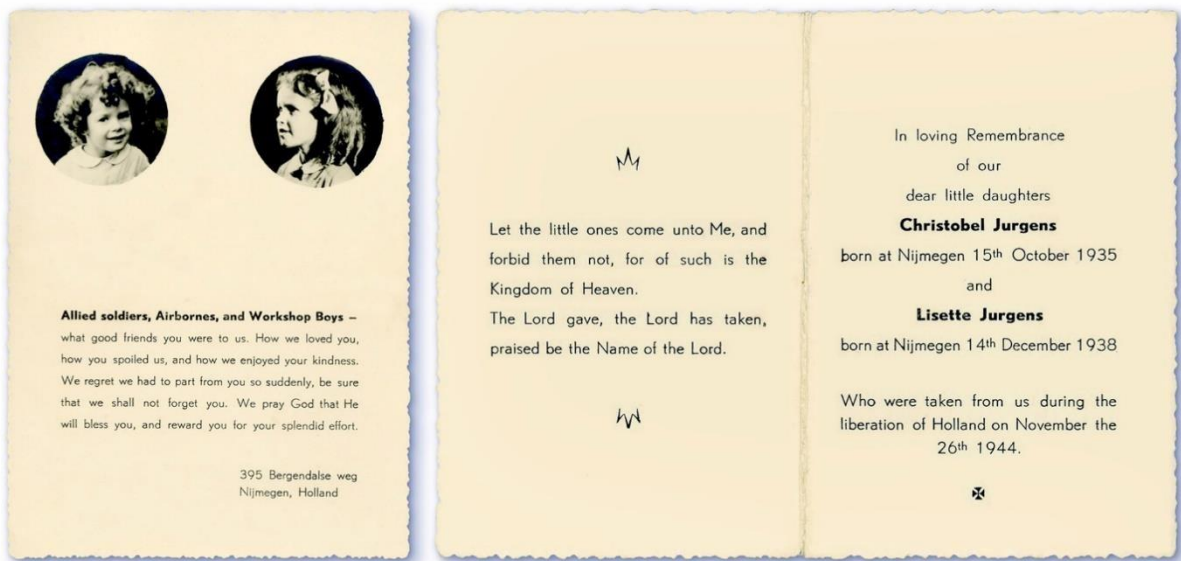 Allied soldiers, Airbornes, and Workshop Boys –
what good friends you were to us. How we loved you,
how you spoiled us, and how we enjoyed your kindness.
We regret we had to part from you so suddenly, be sure
that we shall not forget you. We pray God that He
will bless you, and reward you for your splendid effort.
395 Bergendalse weg
Nijmegen, Holland
Let the little ones come unto Me, and
forbid them not, for of such is the
Kingdom of Heaven.
The Lord gave, the Lord has taken,
praised be the Name of the Lord.
In loving Remembrance
of our
dear little daughters
Christobel Jurgens
born at Nijmegen 15th October 1935
and
Lisette Jurgens
born at Nijmegen 14th December 1938
Who were taken from us during the
liberation of Holland on November the
26th 1944.